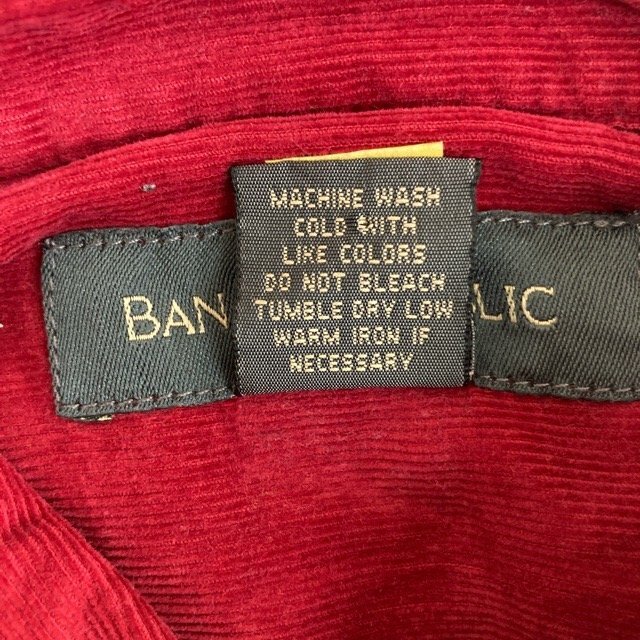 MACHINE WASH
COLD &WITH
LIKE COLORS
DO NOT BLEACH
TUMBLE DRY LOW
WARM IRON IF
NECESSARY
BAN LIC